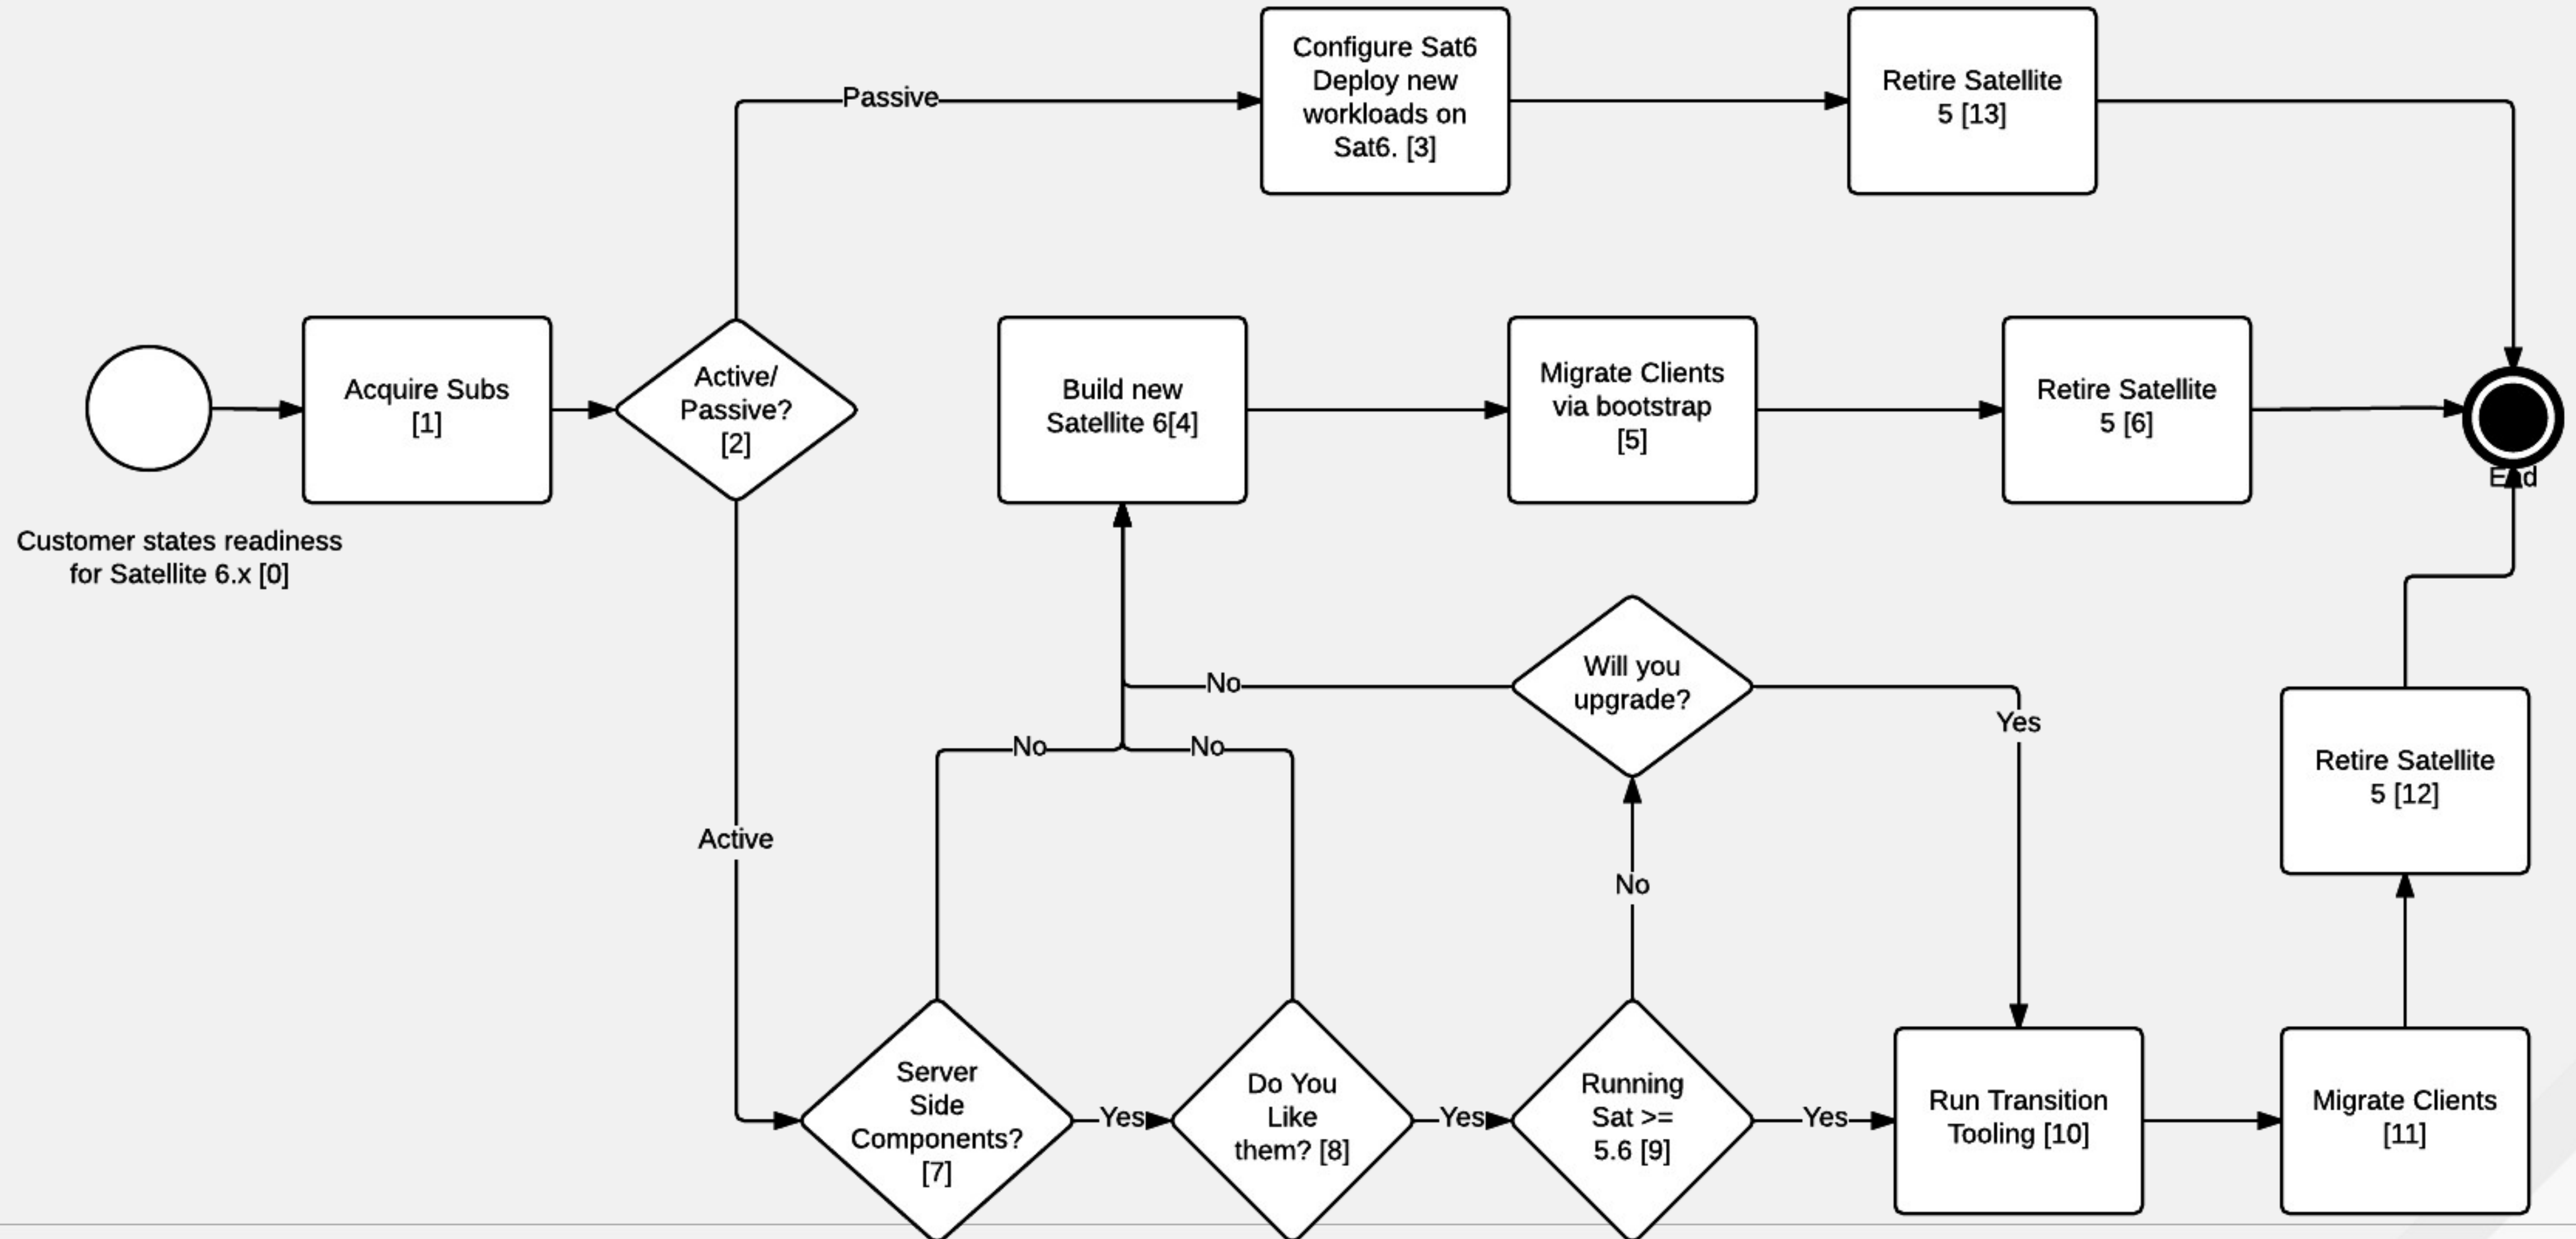 Configure Sat6
Deploy new
workloads on
Sat6. [3]
Retire Satellite
5 [13]
Passive
Acquire Subs
[1]
Active/
Passive?
[2]
Build new
Satellite 6[4]
Migrate Clients
via bootstrap
[5]
Retire Satellite
5 [6]
End
Customer states readiness
for Satellite 6.x [0]
Will you
upgrade?
No
Yes
No
No
Retire Satellite
5 [12]
Active
No
Server
Side
Components?
[7]
Yes
Do You
Like
them? [8]
Yes
Running
Sat >=
5.6 [9]
Yes
Run Transition
Tooling [10]
Migrate Clients
[11]